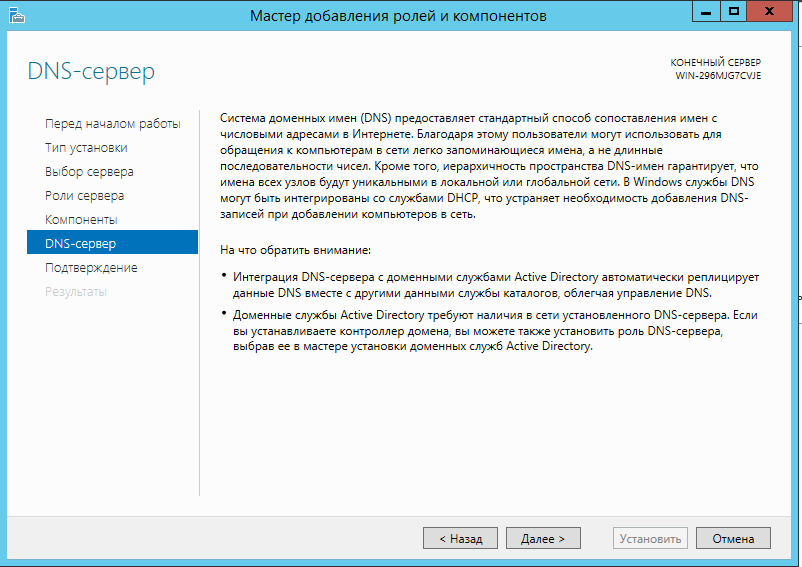 Мастер добавления ролей и компонентов
DNS-сервер
КОНЕЧНЫЙ СЕРВЕР
WIN-296MJG7CVJE
Перед началом работы
Тип установки
Выбор сервера
Роли сервера
Компоненты
DNS-сервер
Подтверждение
Результаты
Система доменных имен (DNS) предоставляет стандартный способ сопоставления имен с
числовыми адресами в Интернете. Благодаря этому пользователи могут использовать для
обращения к компьютерам в сети легко запоминающиеся имена, а не длинные
последовательности чисел. Кроме того, иерархичность пространства DNS-имен гарантирует, что
имена всех узлов будут уникальными в локальной или глобальной сети. В Windows службы DNS
могут быть интегрированы со службами DHCP, что устраняет необходимость добавления DNS-
записей при добавлении компьютеров в сеть.
На что обратить внимание:
• Интеграция DNS-сервера с доменными службами Active Directory автоматически реплицирует
данные DNS вместе с другими данными службы каталогов, облегчая управление DNS.
• Доменные службы Active Directory требуют наличия в сети установленного DNS-сервера. Если
вы устанавливаете контроллер домена, вы можете также установить роль DNS-сервера,
выбрав ее в мастере установки доменных служб Active Directory.
< Назад
Далее >
Установить
Отмена